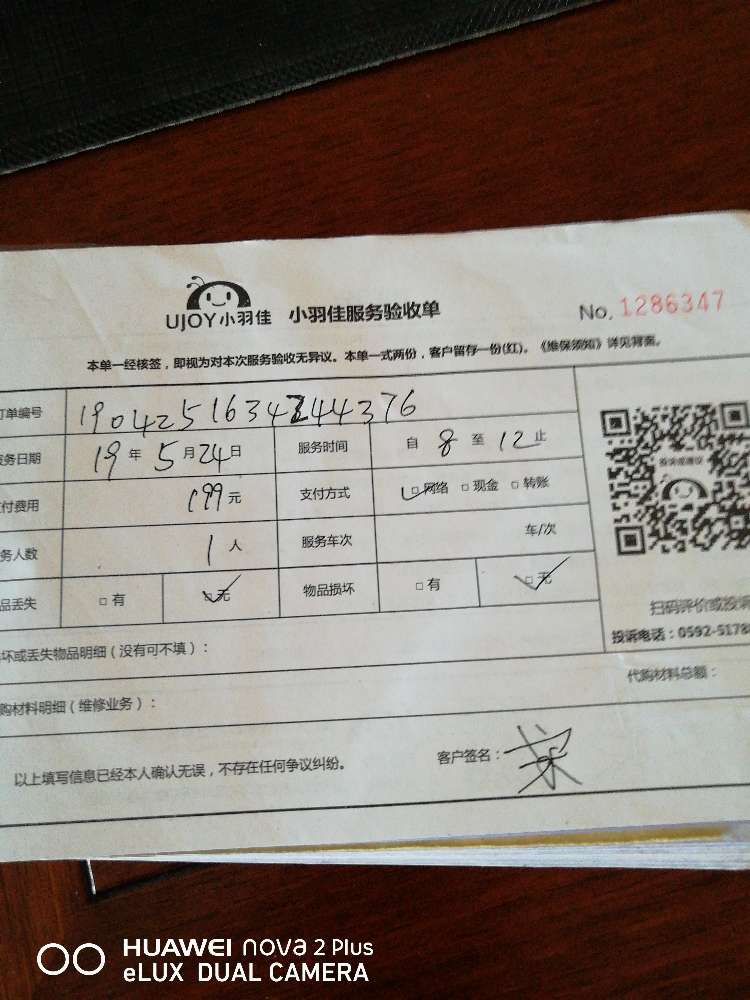 UJOY小羽佳 小羽佳服务验收单 No. 1286347
本单一经核签，即视为对本次服务验收无异议。本单一式两份，客户留存一份(红)。《维保须知》详见背面。
订单编号 190425163424376
服务日期 19年5月24日 服务时间 自 8 至 12 止
付费用 199元 支付方式 □网络 □现金 □转账
务人数 1人 服务车次 车/次
品丢失 □有 □无 物品损坏 □有 □无
投诉或建议
扫码评价或投诉
投诉电话：0592-5178
坏或丢失物品明细（没有可不填）：
购材料明细（维修业务）： 代购材料总额：
以上填写信息已经本人确认无误，不存在任何争议纠纷。 客户签名：
HUAWEI nova 2 Plus
eLUX DUAL CAMERA